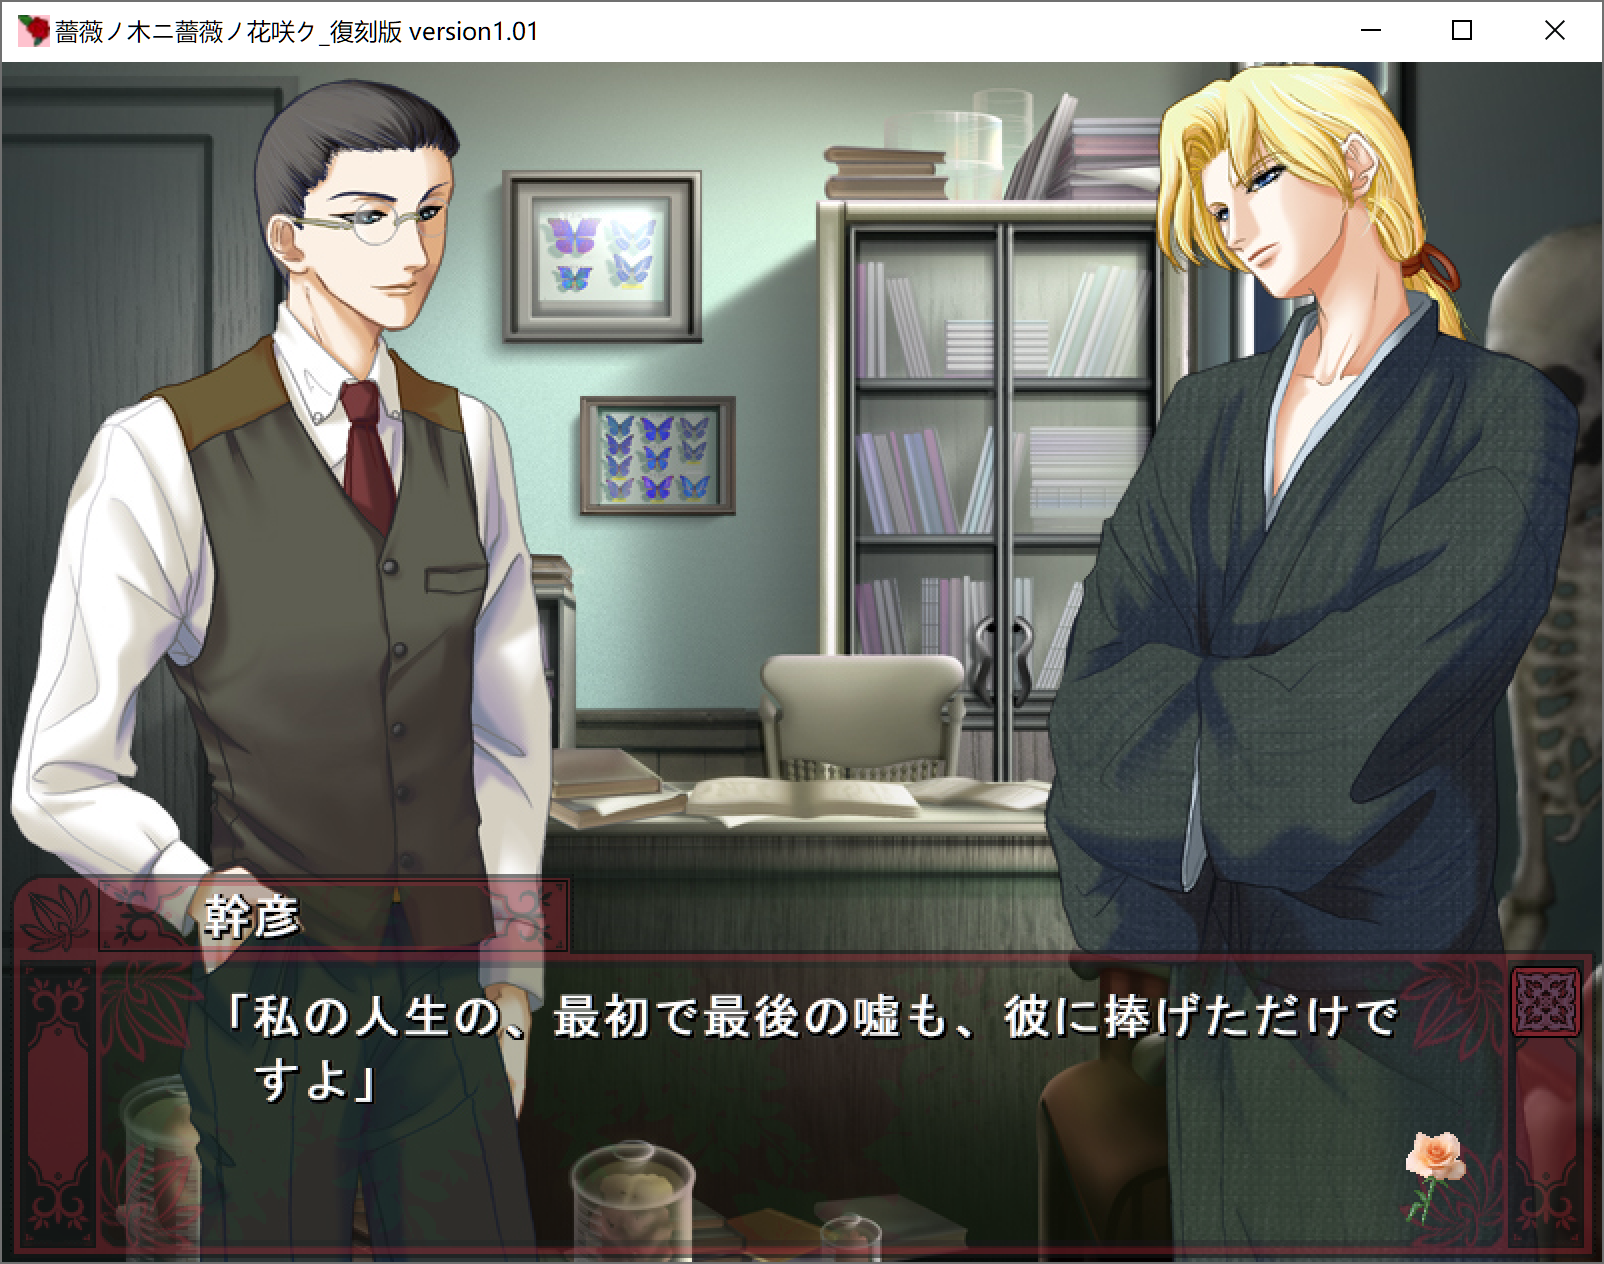 薔薇ノ木ニ薔薇ノ花咲ク_復刻版 version1.01
幹彦
「私の人生の、最初で最後の嘘も、彼に捧げただけで
すよ」